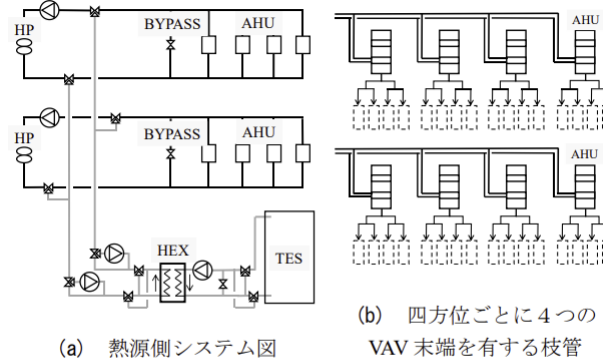 HP
BYPASS
AHU
HP
BYPASS
AHU
HEX
TES
(a) 熱源側システム図
AHU
AHU
(b) 四方位ごとに４つの
VAV 末端を有する枝管